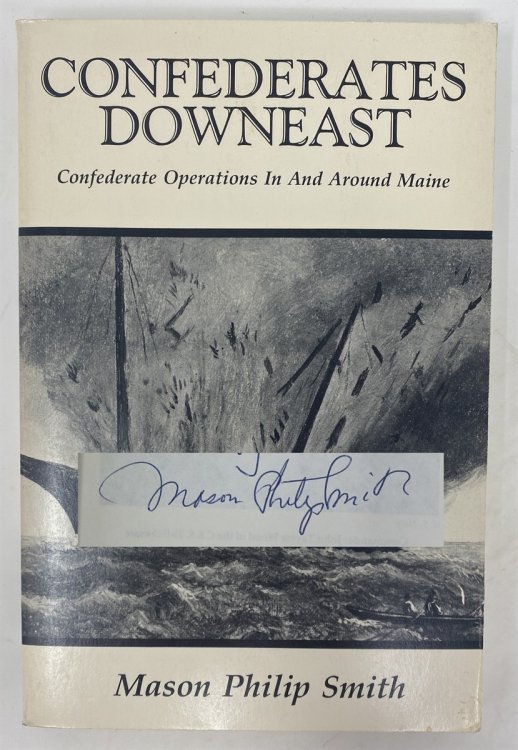 CONFEDERATES
DOWNEAST
Confederate Operations In And Around Maine
Mason Philip Smith
Mason Philip Smith